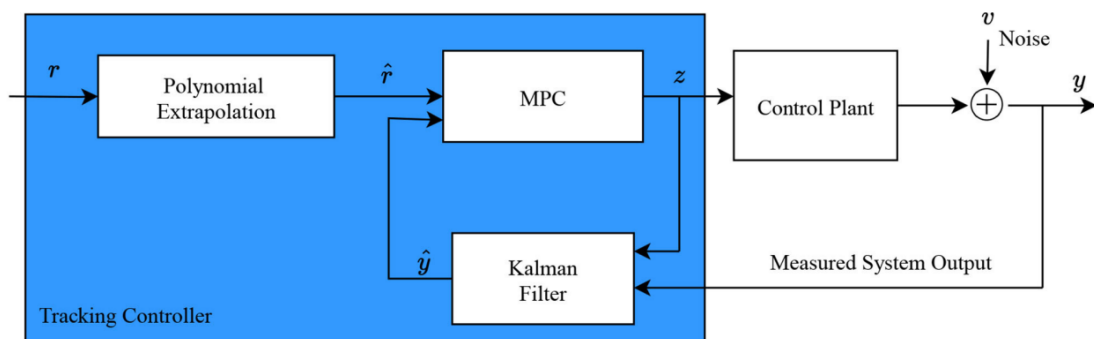 r
Polynomial
Extrapolation
r̂
MPC
z
Control Plant
v
Noise
y
ŷ
Kalman
Filter
Measured System Output
Tracking Controller